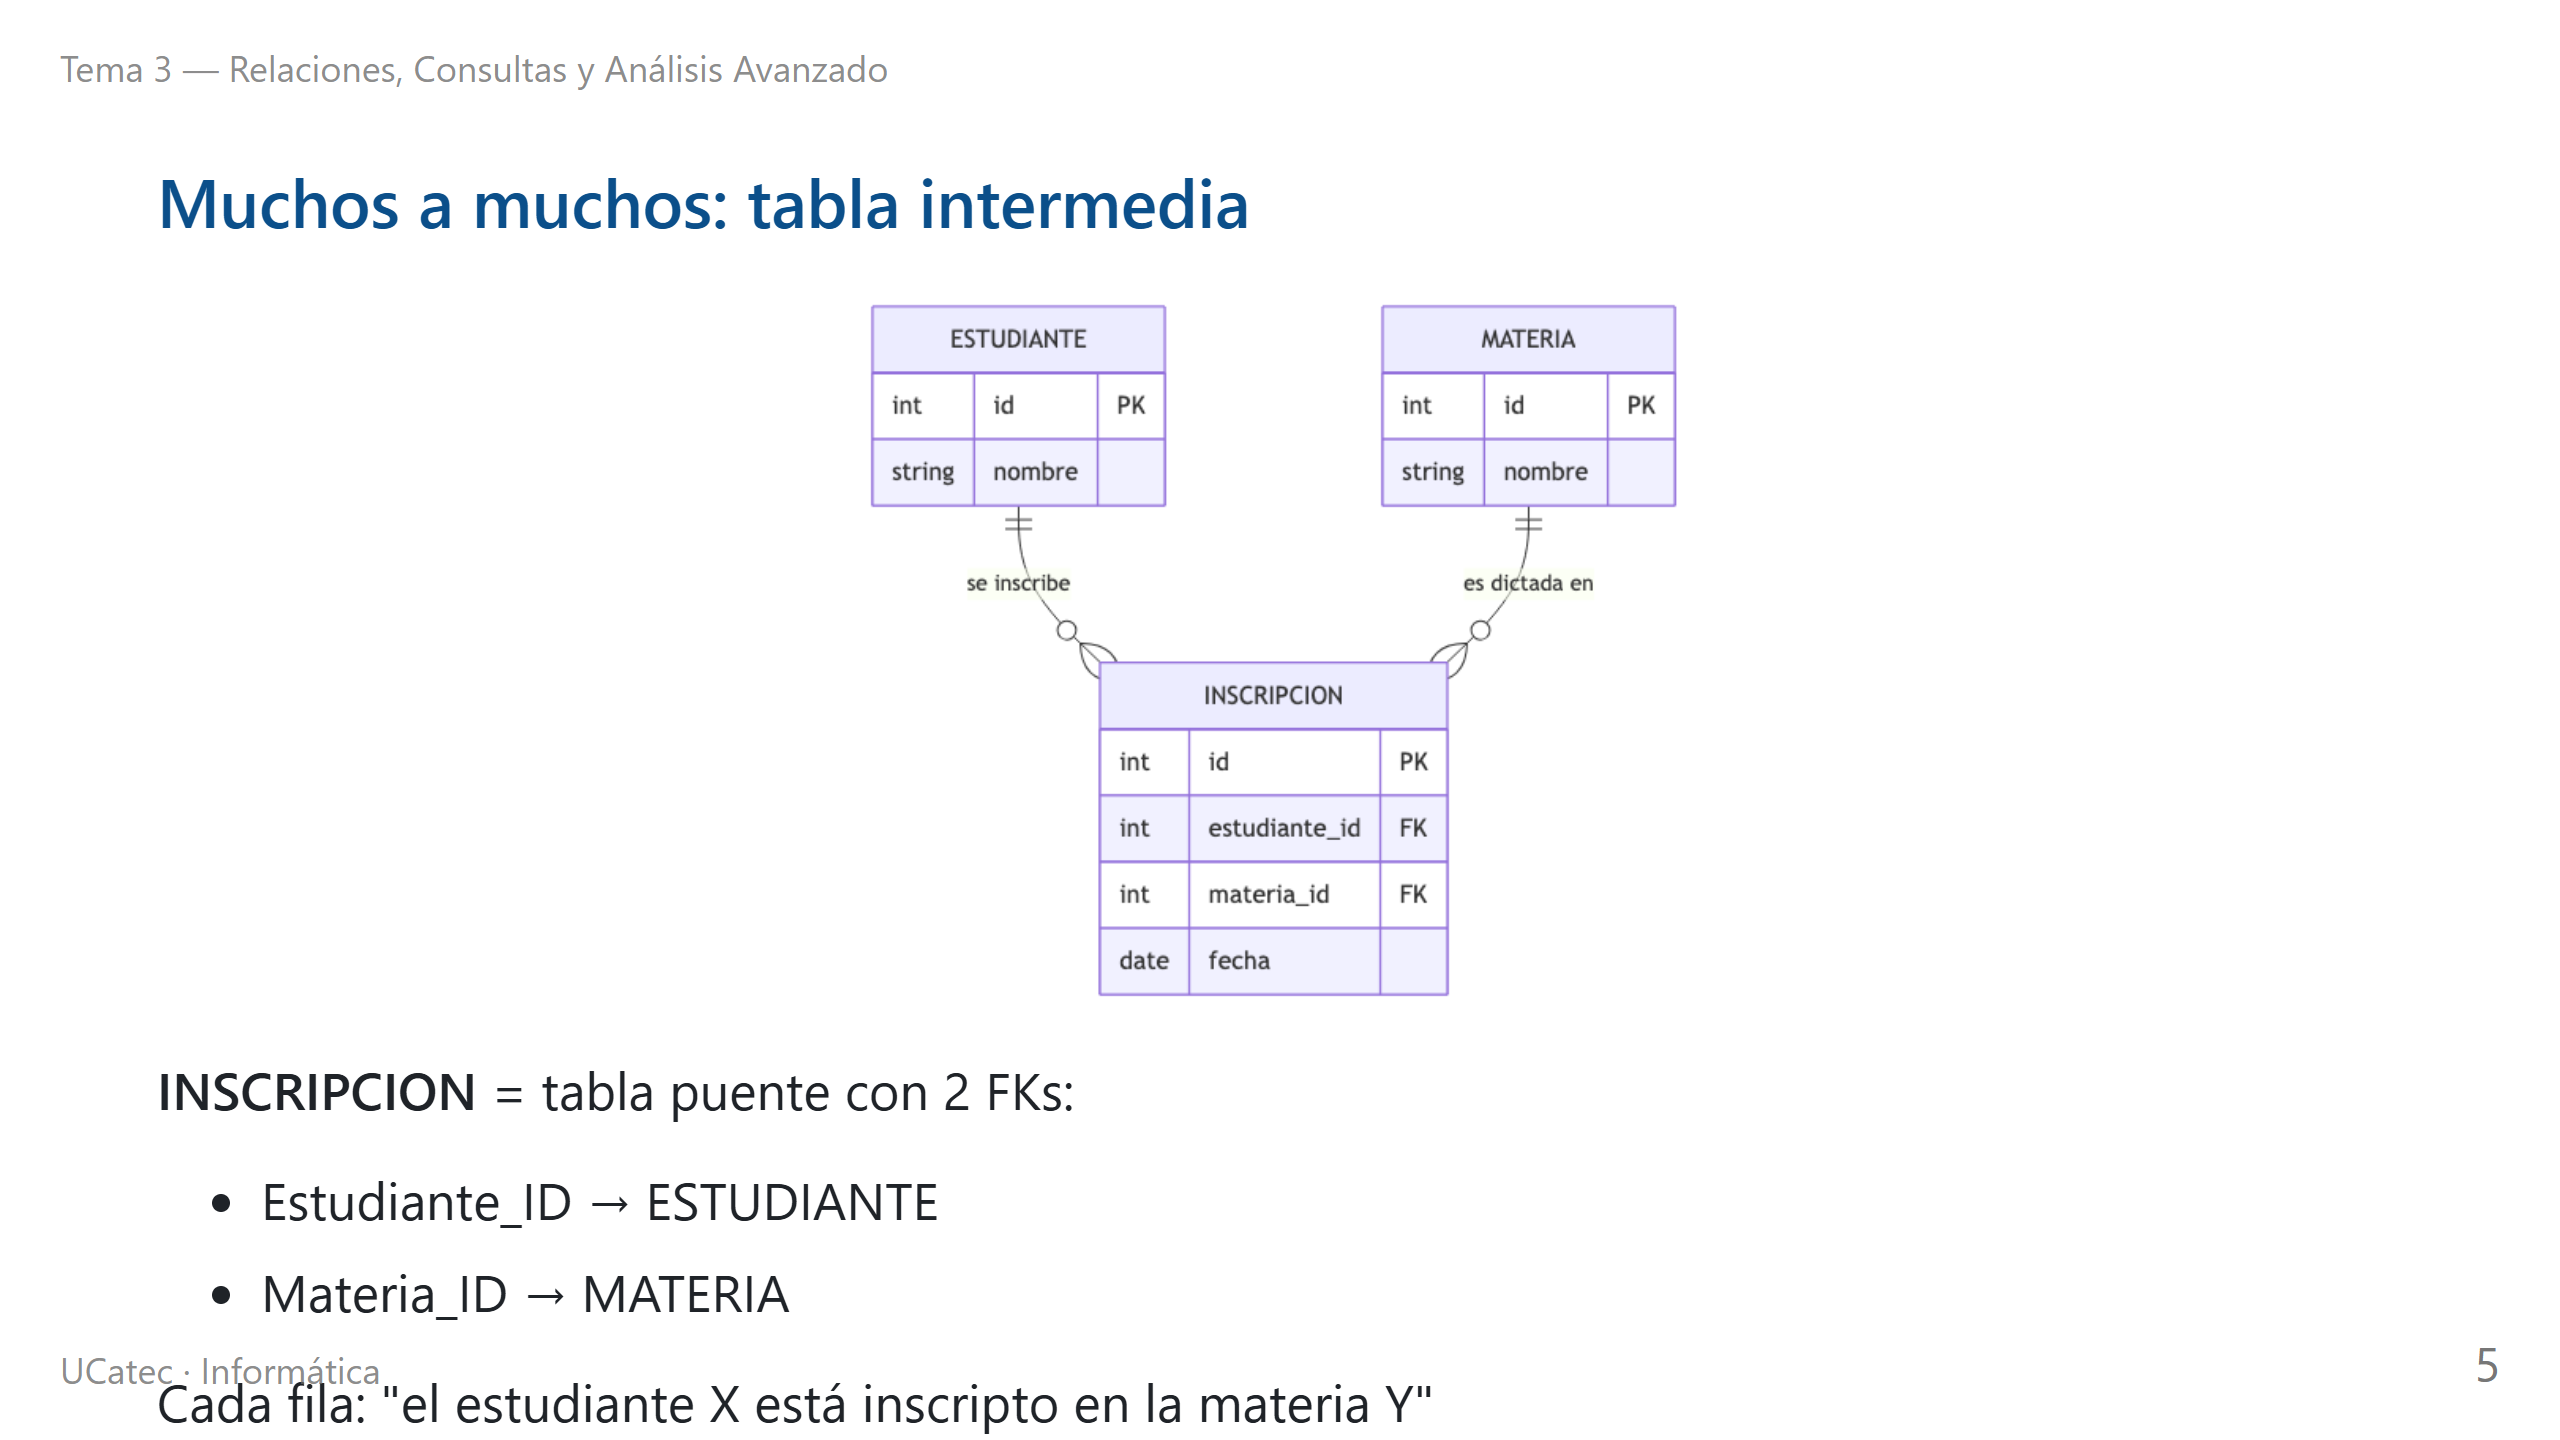 Tema 3 — Relaciones, Consultas y Análisis Avanzado
Muchos a muchos: tabla intermedia
ESTUDIANTE
int id PK
string nombre
MATERIA
int id PK
string nombre
se inscribe
es dictada en
INSCRIPCION
int id PK
int estudiante_id FK
int materia_id FK
date fecha
INSCRIPCION = tabla puente con 2 FKs:
• Estudiante_ID → ESTUDIANTE
• Materia_ID → MATERIA
Cada fila: "el estudiante X está inscripto en la materia Y"
UCatec · Informática
5